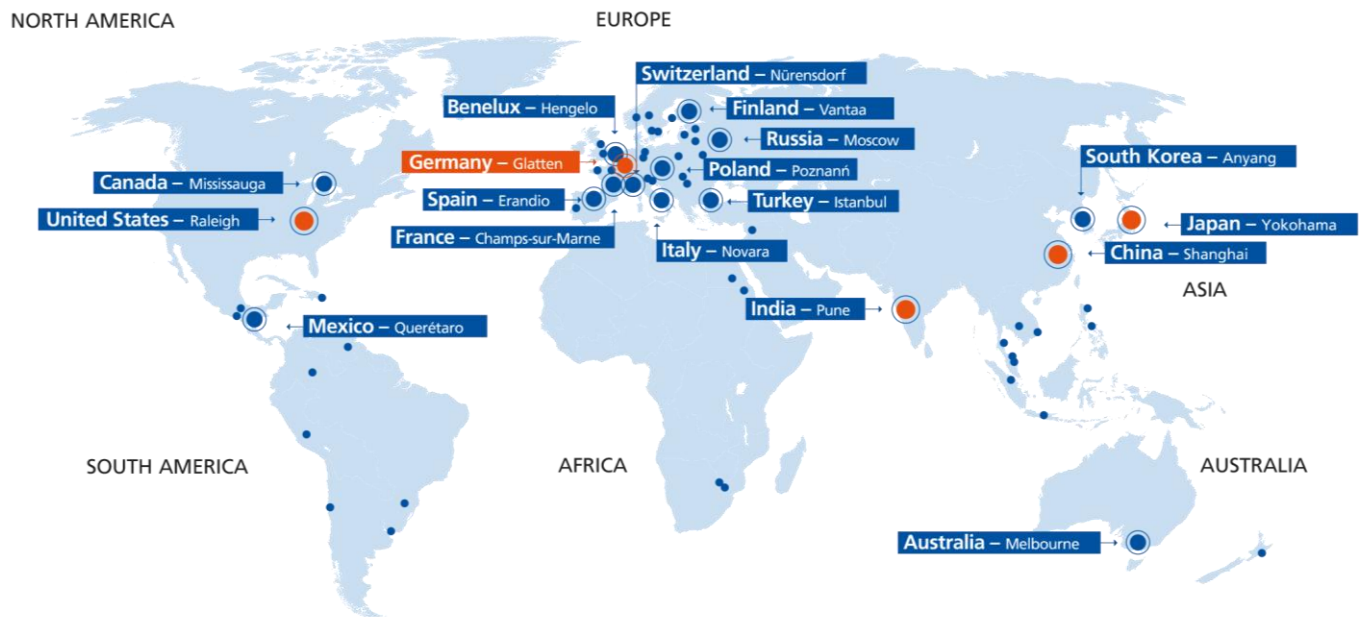 NORTH AMERICA
EUROPE
Switzerland – Nürensdorf
Benelux – Hengelo
Finland – Vantaa
Russia – Moscow
Germany – Glatten
South Korea – Anyang
Poland – Poznanń
Canada – Mississauga
Spain – Erandio
Turkey – Istanbul
United States – Raleigh
Japan – Yokohama
France – Champs-sur-Marne
Italy – Novara
China – Shanghai
ASIA
India – Pune
Mexico – Querétaro
SOUTH AMERICA
AFRICA
AUSTRALIA
Australia – Melbourne